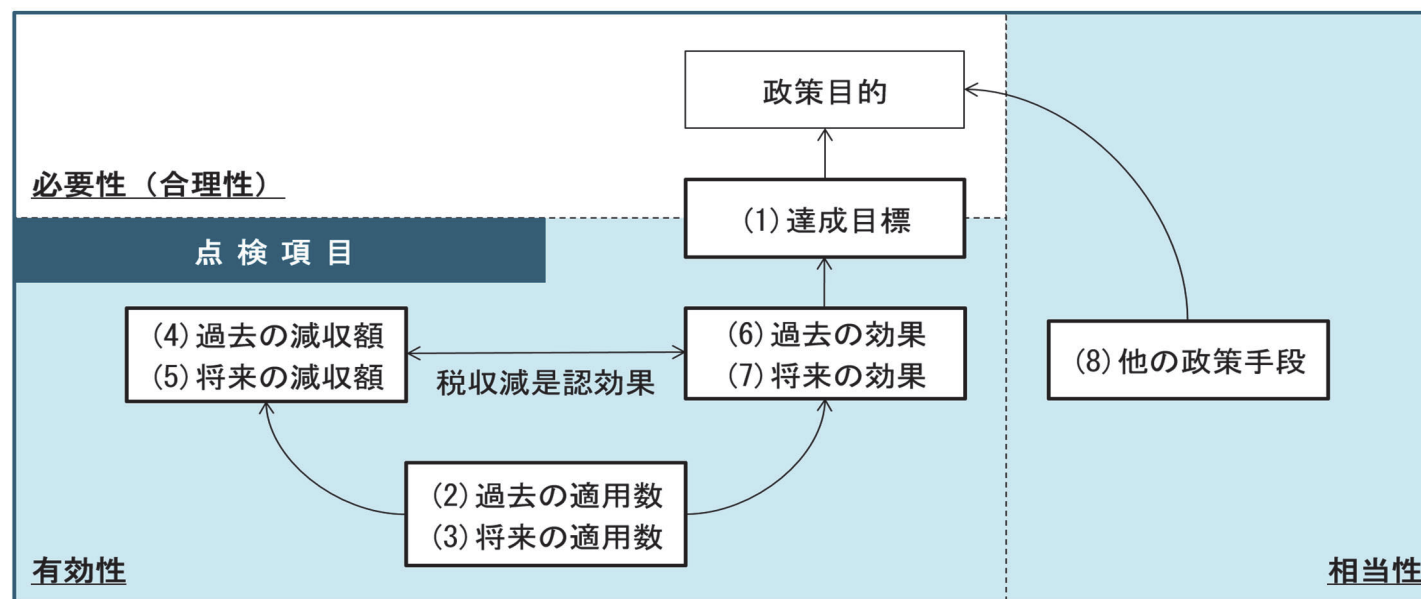 政策目的
必要性（合理性）
(1)達成目標
点検項目
(4)過去の減収額
(5)将来の減収額
税収減是認効果
(6)過去の効果
(7)将来の効果
(8)他の政策手段
(2)過去の適用数
(3)将来の適用数
有効性
相当性